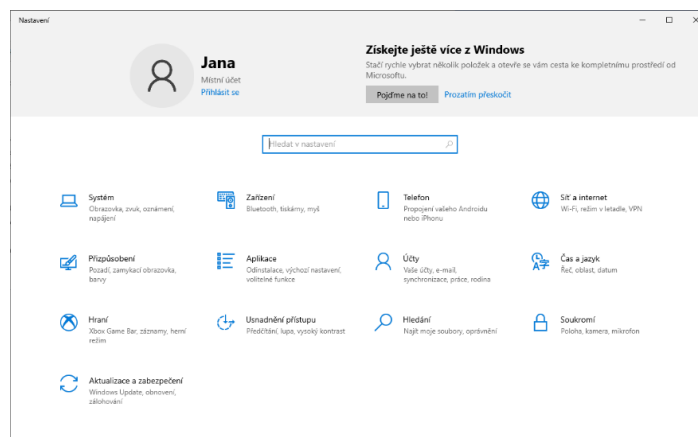 Nastavení
Jana
Místní účet
Přihlásit se
Získejte ještě více z Windows
Stačí rychle vybrat několik položek a otevře se vám cesta ke kompletnímu prostředí od
Microsoftu.
Pojďme na to!
Prozatím přeskočit
Hledat v nastavení
Systém
Obrazovka, zvuk, oznámení,
napájení
Zařízení
Bluetooth, tiskárny, myš
Telefon
Propojení vašeho Androidu
nebo iPhonu
Síť a internet
Wi-Fi, režim v letadle, VPN
Přizpůsobení
Pozadí, zamykací obrazovka,
barvy
Aplikace
Odinstalace, výchozí nastavení,
volitelné funkce
Účty
Vaše účty, e-mail,
synchronizace, práce, rodina
Čas a jazyk
Řeč, oblast, datum
Hraní
Xbox Game Bar, záznamy, herní
režim
Usnadnění přístupu
Předčítání, lupa, vysoký kontrast
Hledání
Najít moje soubory, oprávnění
Soukromí
Poloha, kamera, mikrofon
Aktualizace a zabezpečení
Windows Update, obnovení,
zálohování